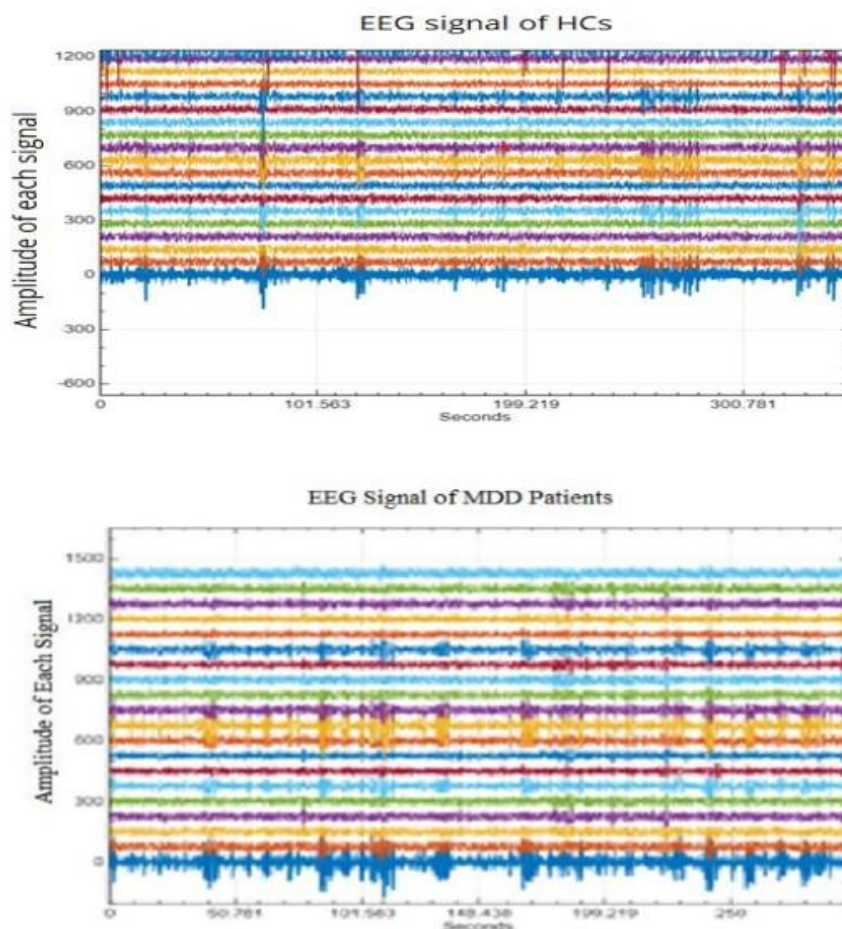 EEG signal of HCs
Amplitude of each signal
1200
900
600
300
0
-300
-600
0 101.563 199.219 300.781
Seconds
EEG Signal of MDD Patients
Amplitude of Each Signal
1500
1200
900
600
300
0
0 50.781 101.563 148.438 199.219 250
Seconds